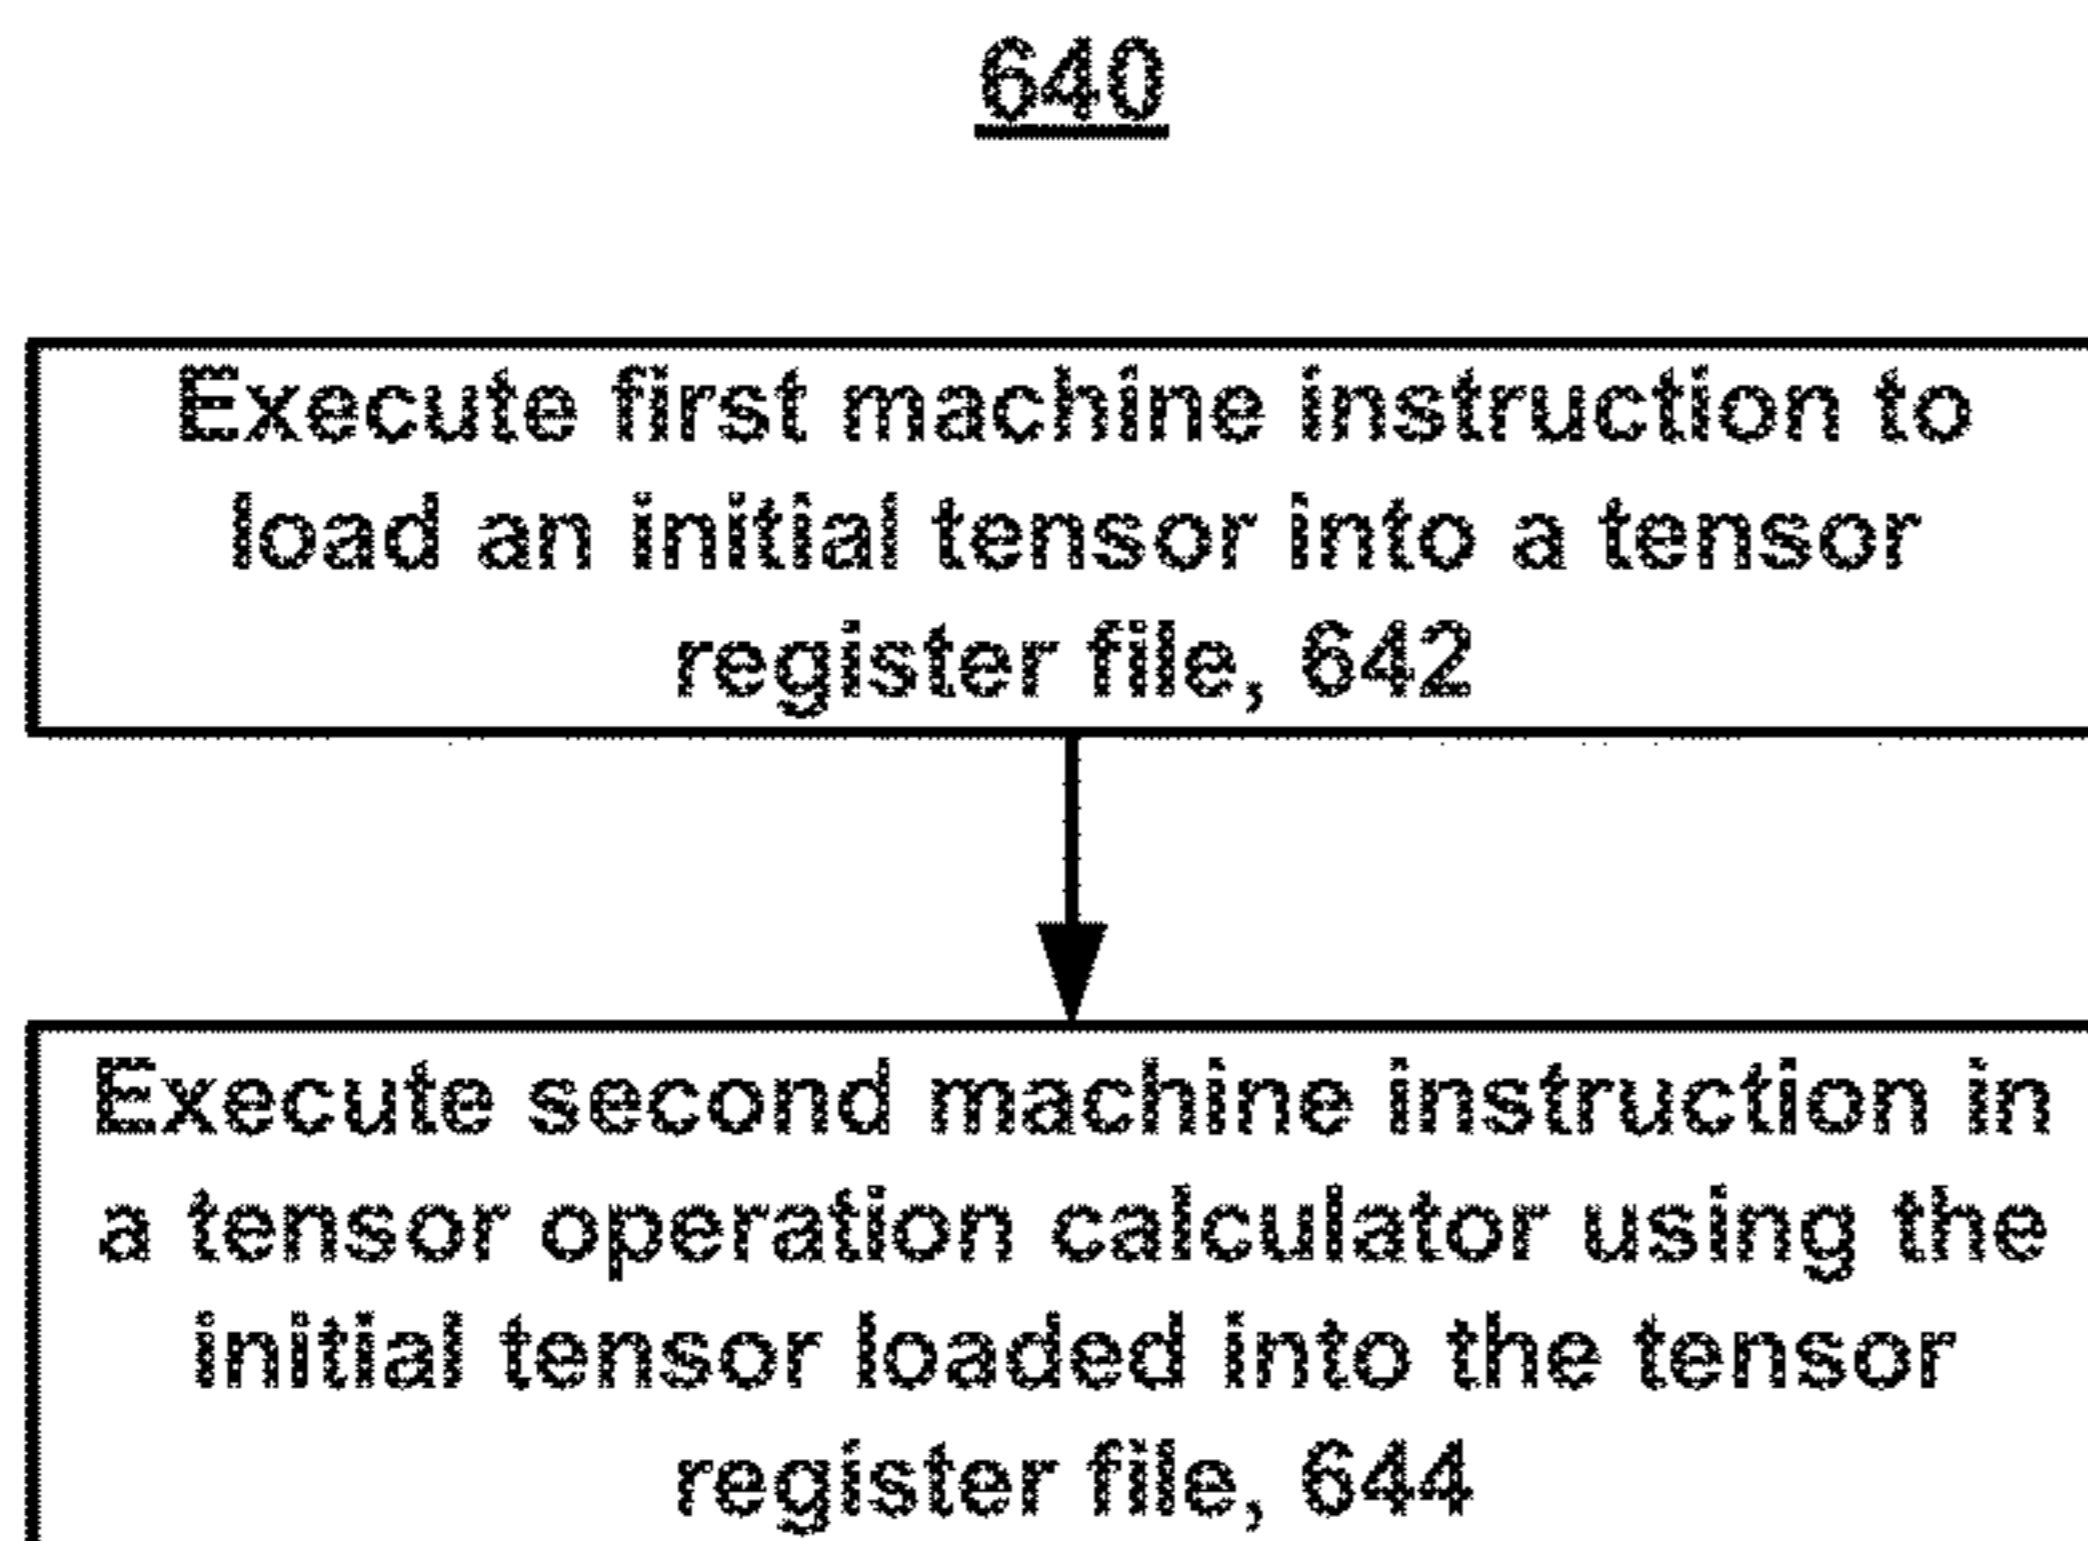 640
Execute first machine instruction to
load an initial tensor into a tensor
register file, 642
Execute second machine instruction in
a tensor operation calculator using the
initial tensor loaded into the tensor
register file, 644